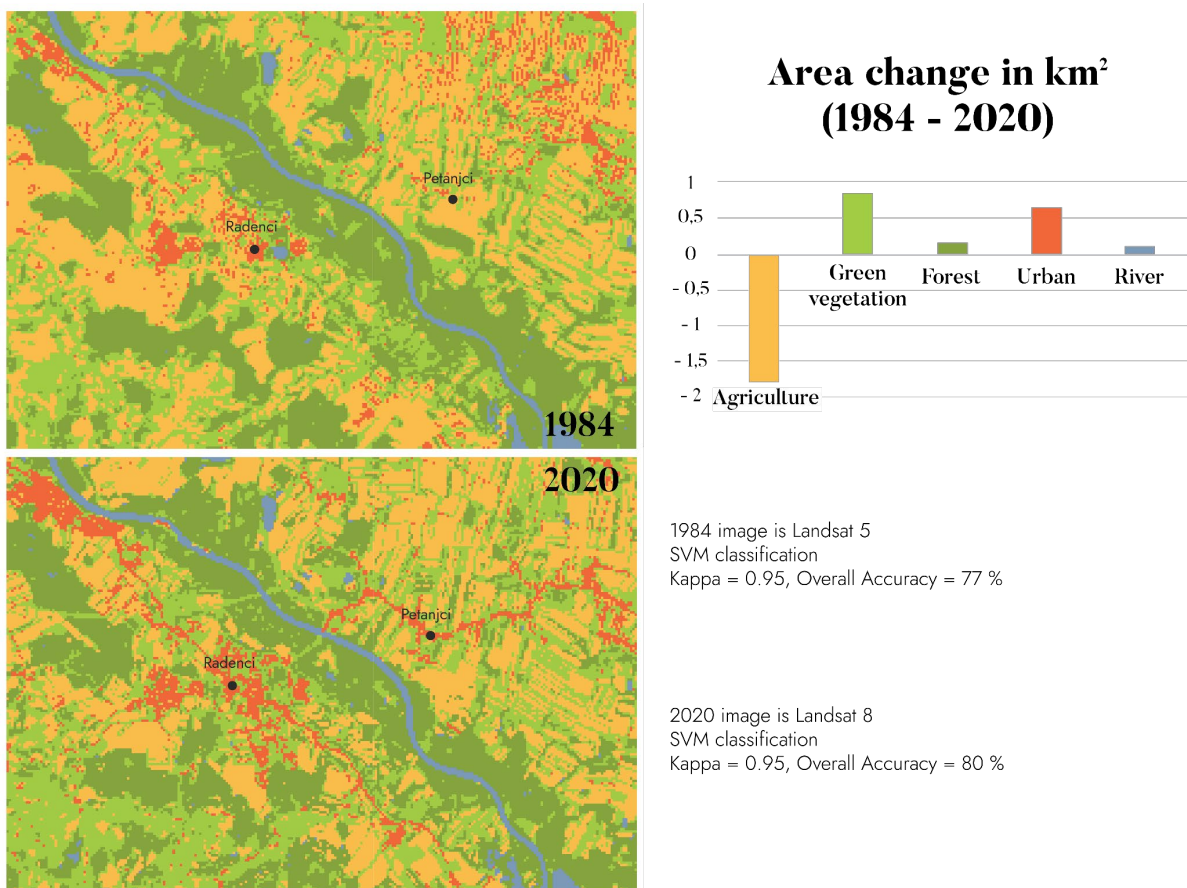 Petanjci
Radenci
1984
2020
Petanjci
Radenci
Area change in km²
(1984 - 2020)
1
0,5
0
- 0,5
- 1
- 1,5
- 2
Agriculture
Green
vegetation
Forest
Urban
River
1984 image is Landsat 5
SVM classification
Kappa = 0.95, Overall Accuracy = 77 %
2020 image is Landsat 8
SVM classification
Kappa = 0.95, Overall Accuracy = 80 %